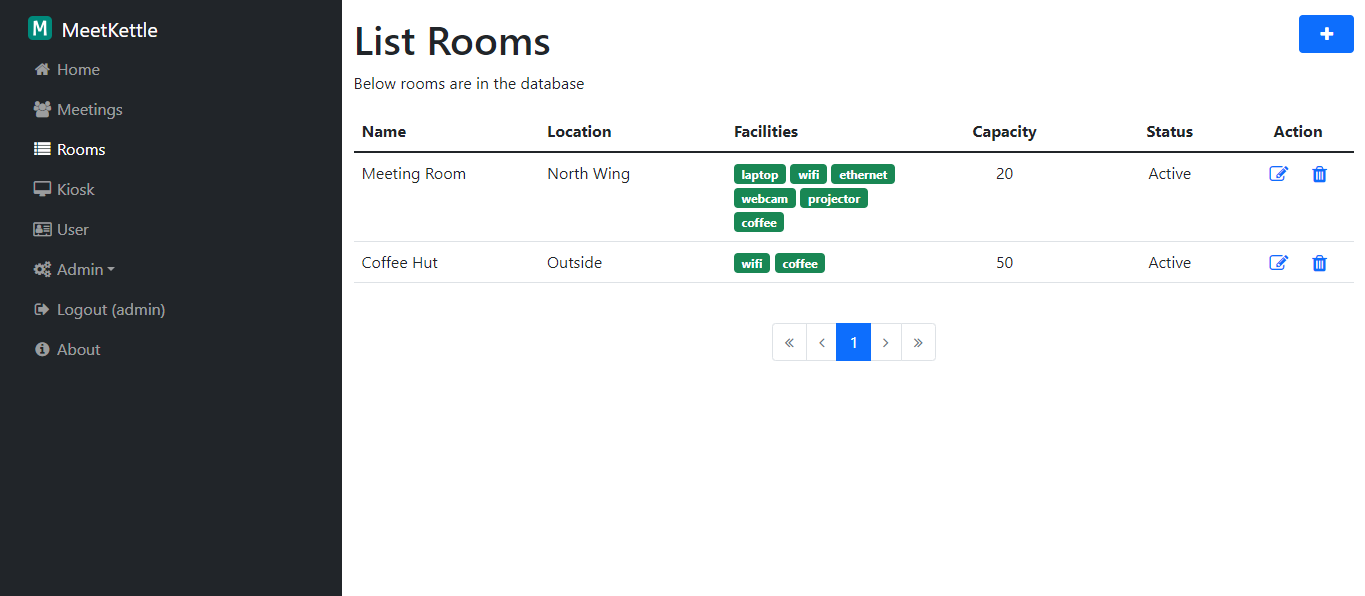 M MeetKettle
Home
Meetings
Rooms
Kiosk
User
Admin
Logout (admin)
About
List Rooms
Below rooms are in the database
Name Location Facilities Capacity Status Action
Meeting Room North Wing laptop wifi ethernet 20 Active
webcam projector
coffee
Coffee Hut Outside wifi coffee 50 Active
« ‹ 1 › »